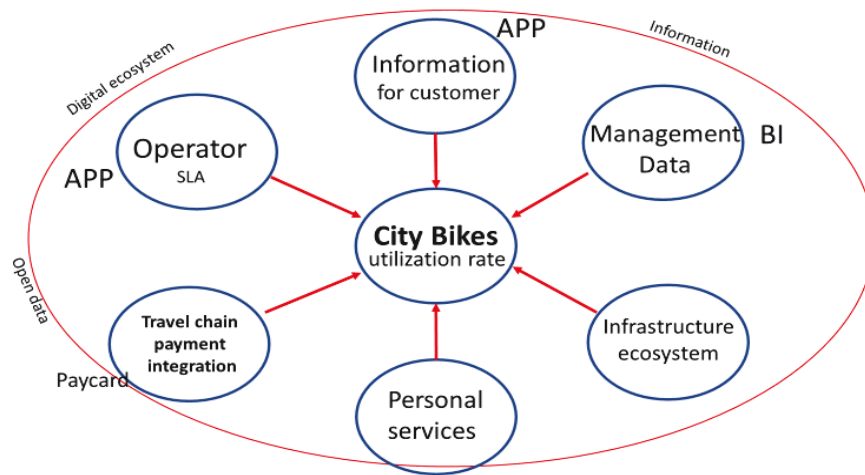 APP
Information
for customer
Information
Digital ecosystem
Operator
SLA
APP
Management
Data
BI
City Bikes
utilization rate
Open data
Travel chain
payment
integration
Paycard
Infrastructure
ecosystem
Personal
services